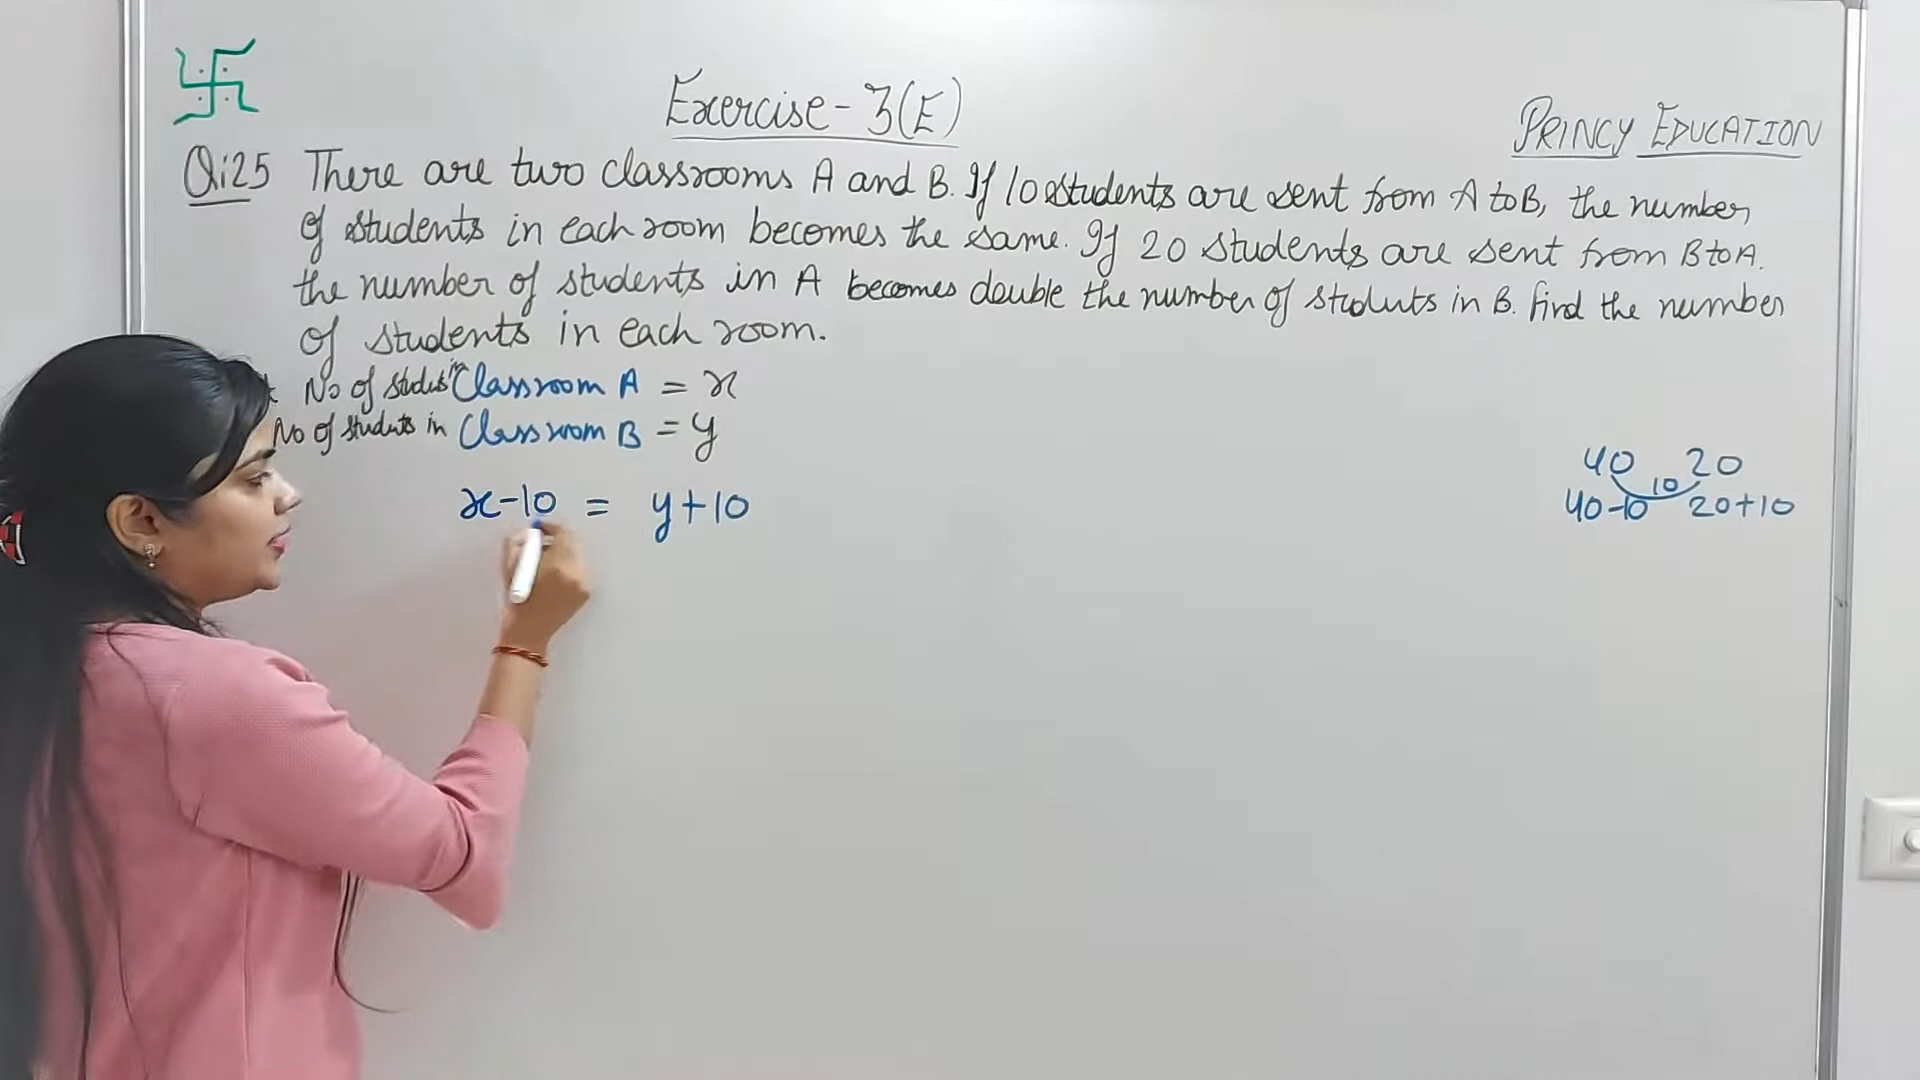 Exercise-3(E)
PRINCY EDUCATION
Q:25 There are two classrooms A and B. If 10 students are sent from A to B, the number
of students in each room becomes the same. If 20 students are sent from B to A.
the number of students in A becomes double the number of students in B. find the number
of students in each room.
No of studets in Classroom A = x
No of students in Classroom B = y
x-10 = y+10
40 20
10
40-10 20+10